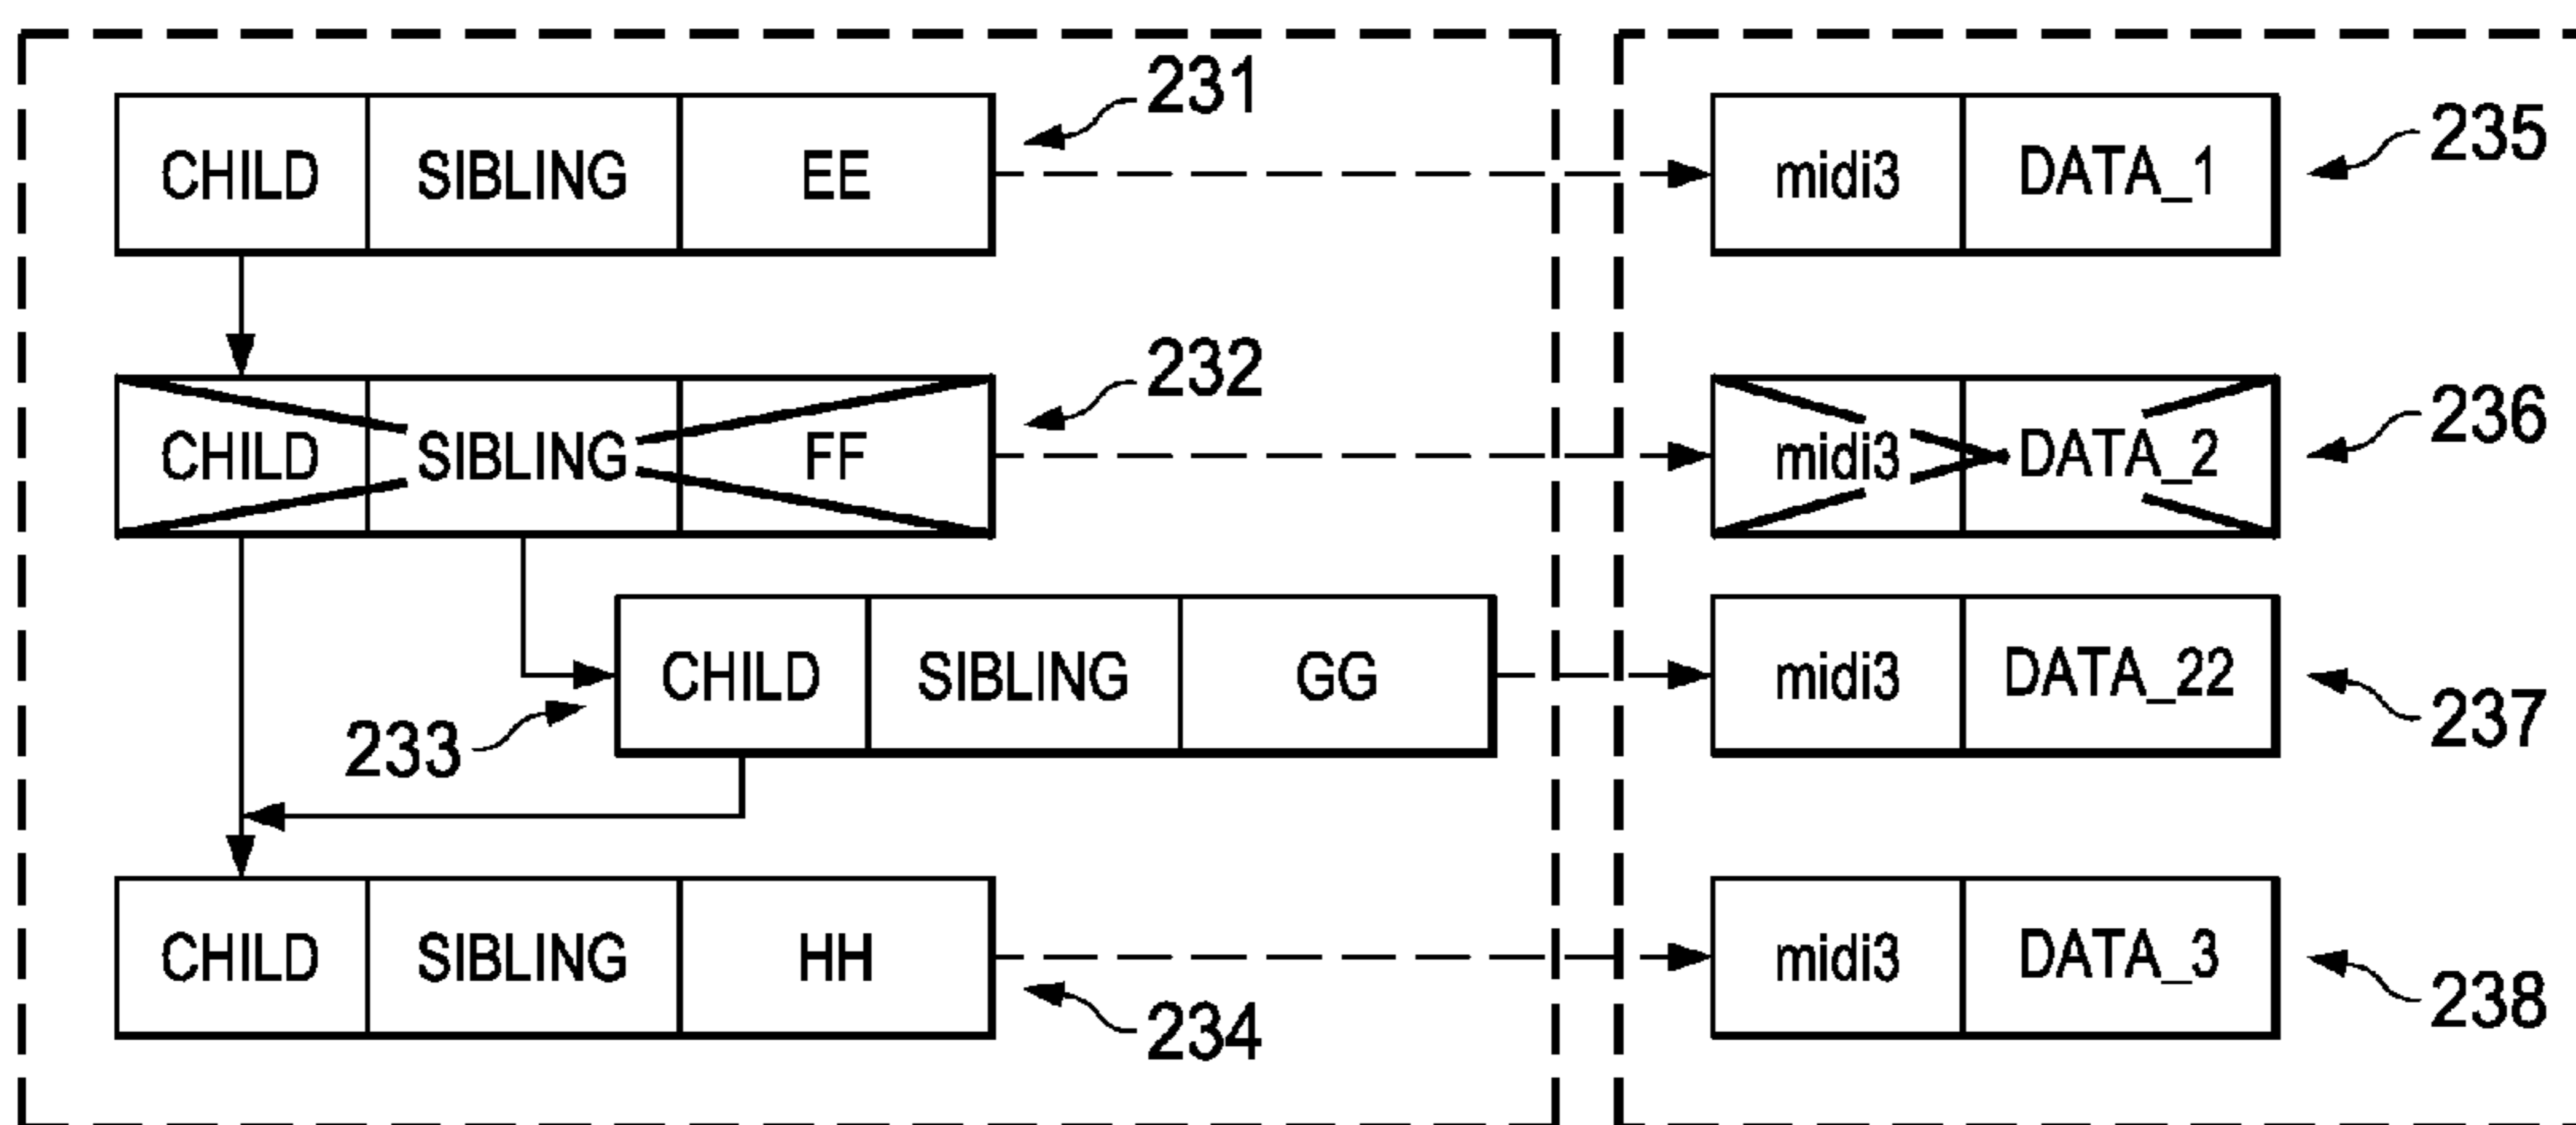 231
CHILD SIBLING EE midi3 DATA_1 235
232
CHILD SIBLING FF midi3 DATA_2 236
CHILD SIBLING GG midi3 DATA_22 237
233
CHILD SIBLING HH midi3 DATA_3 238
234